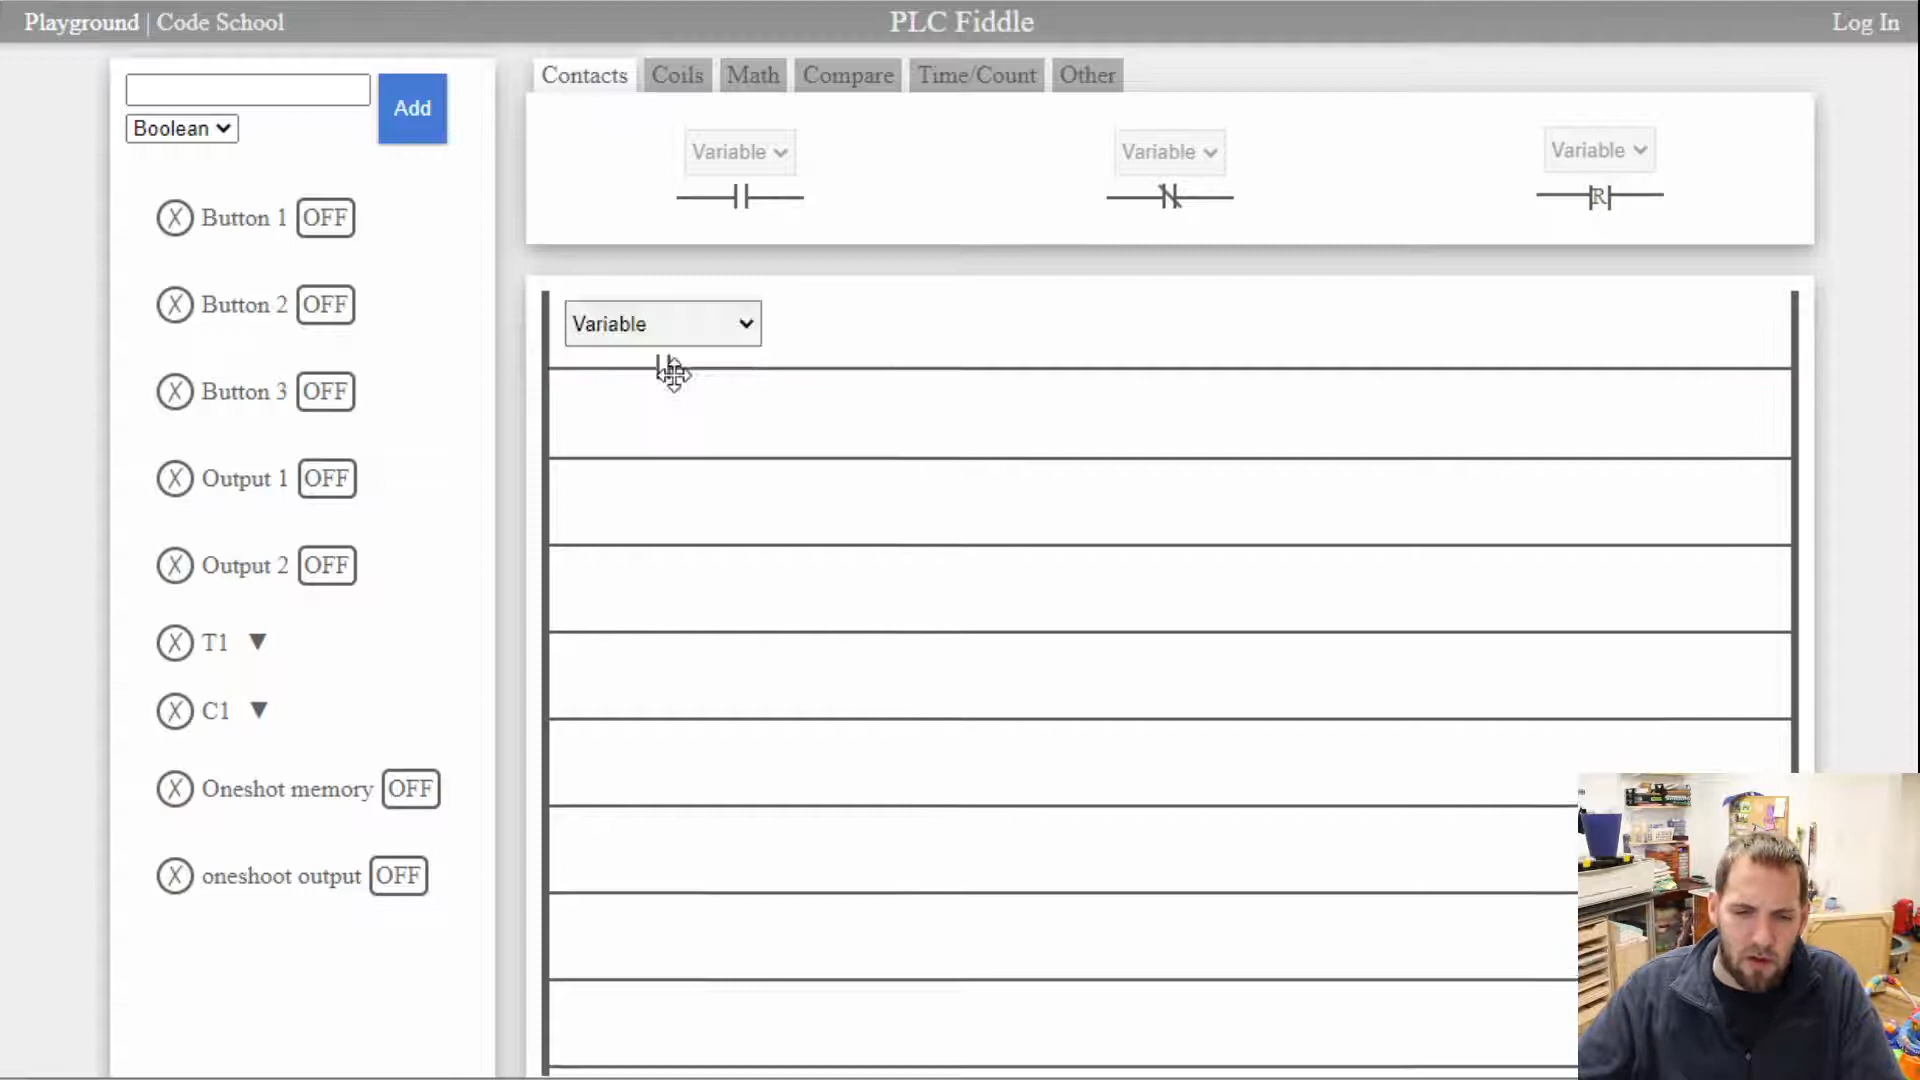 Playground | Code School
PLC Fiddle
Log In
Boolean
Add
Button 1 OFF
Button 2 OFF
Button 3 OFF
Output 1 OFF
Output 2 OFF
T1
C1
Oneshot memory OFF
oneshoot output OFF
Contacts
Coils
Math
Compare
Time/Count
Other
Variable
Variable
Variable
R
Variable